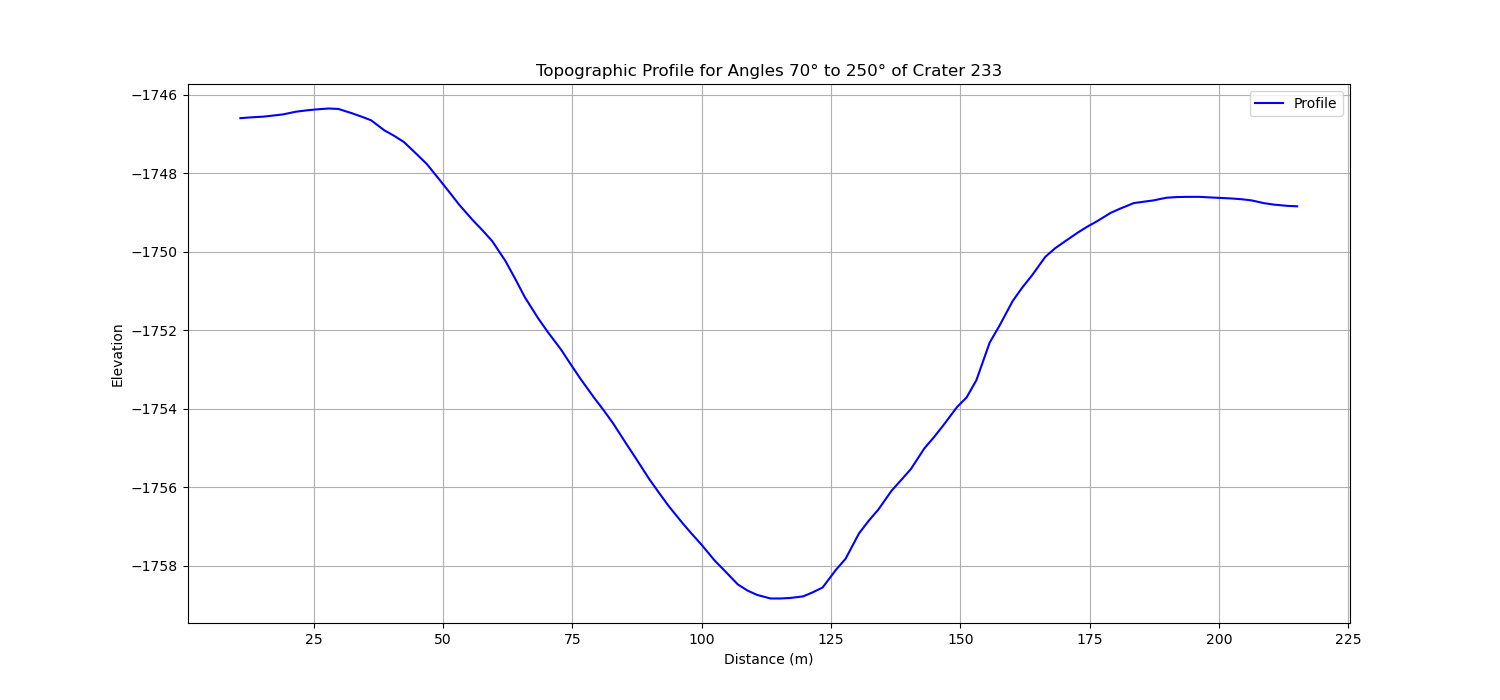 Topographic Profile for Angles 70° to 250° of Crater 233
Profile
−1746
−1748
−1750
−1752
−1754
−1756
−1758
Elevation
25 50 75 100 125 150 175 200 225
Distance (m)